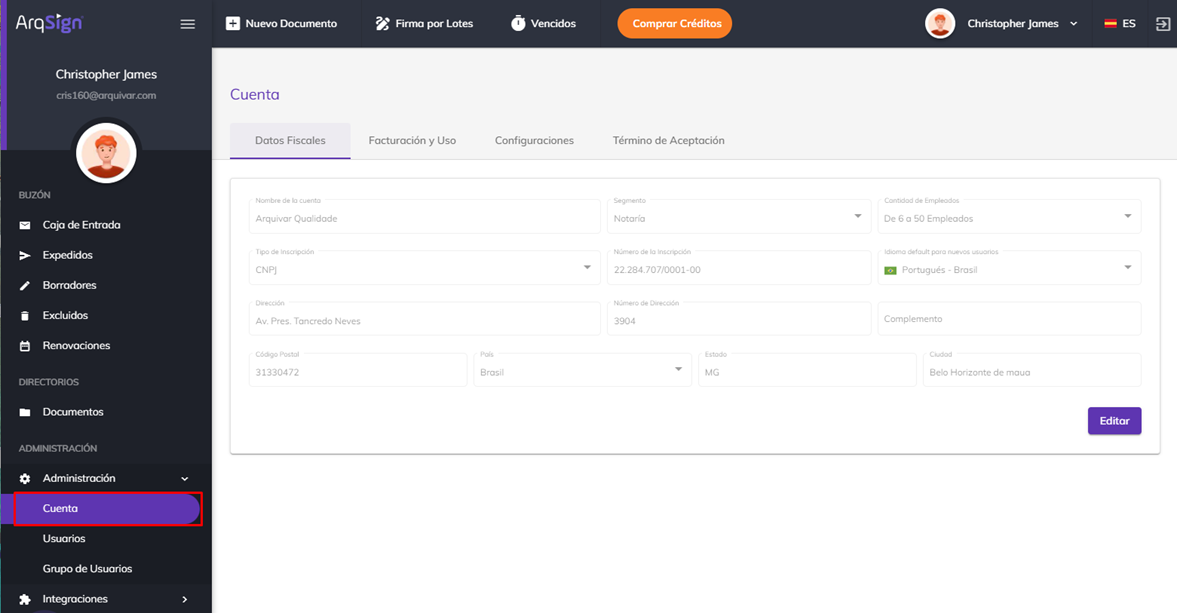 ArqSign
Nuevo Documento
Firma por Lotes
Vencidos
Comprar Créditos
Christopher James
ES
Christopher James
cris160@arquivar.com
BUZÓN
Caja de Entrada
Expedidos
Borradores
Excluidos
Renovaciones
DIRECTORIOS
Documentos
ADMINISTRACIÓN
Administración
Cuenta
Usuarios
Grupo de Usuarios
Integraciones
Cuenta
Datos Fiscales
Facturación y Uso
Configuraciones
Término de Aceptación
Nombre de la cuenta
Arquivar Qualidade
Segmento
Notaría
Cantidad de Empleados
De 6 a 50 Empleados
Tipo de Inscripción
CNPJ
Número de la Inscripción
22.284.707/0001-00
Idioma default para nuevos usuarios
Portugués - Brasil
Dirección
Av. Pres. Tancredo Neves
Número de Dirección
3904
Complemento
Código Postal
31330472
País
Brasil
Estado
MG
Ciudad
Belo Horizonte de maua
Editar